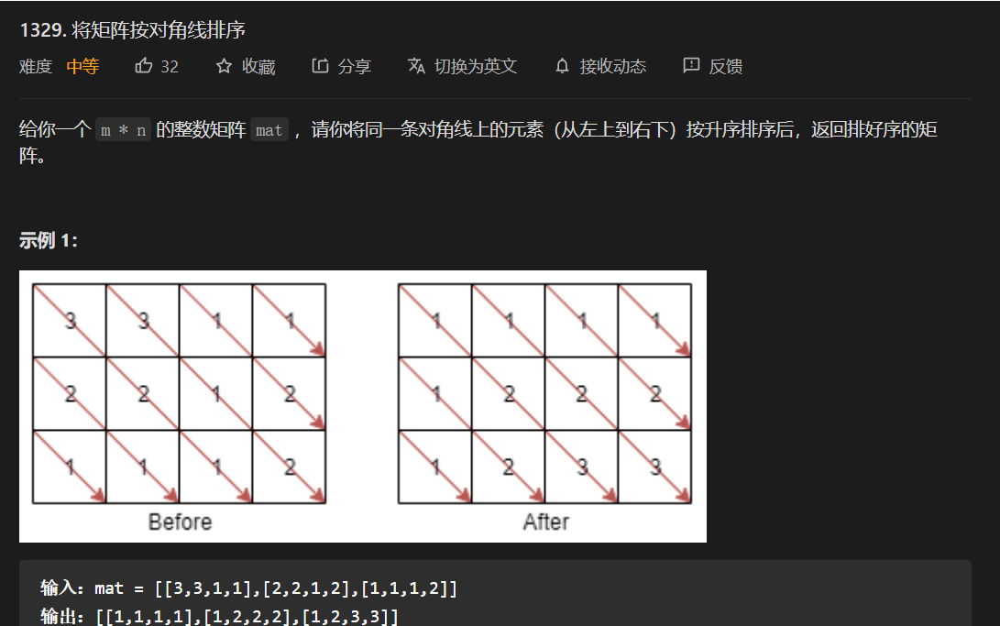 1329. 将矩阵按对角线排序
难度 中等 32 收藏 分享 切换为英文 接收动态 反馈
给你一个 m * n 的整数矩阵 mat ，请你将同一条对角线上的元素（从左上到右下）按升序排序后，返回排好序的矩
阵。
示例 1：
3 3 1 1 1 1 1 1
2 2 1 2 1 2 2 2
1 1 1 2 1 2 3 3
Before After
输入：mat = [[3,3,1,1],[2,2,1,2],[1,1,1,2]]
输出：[[1,1,1,1],[1,2,2,2],[1,2,3,3]]